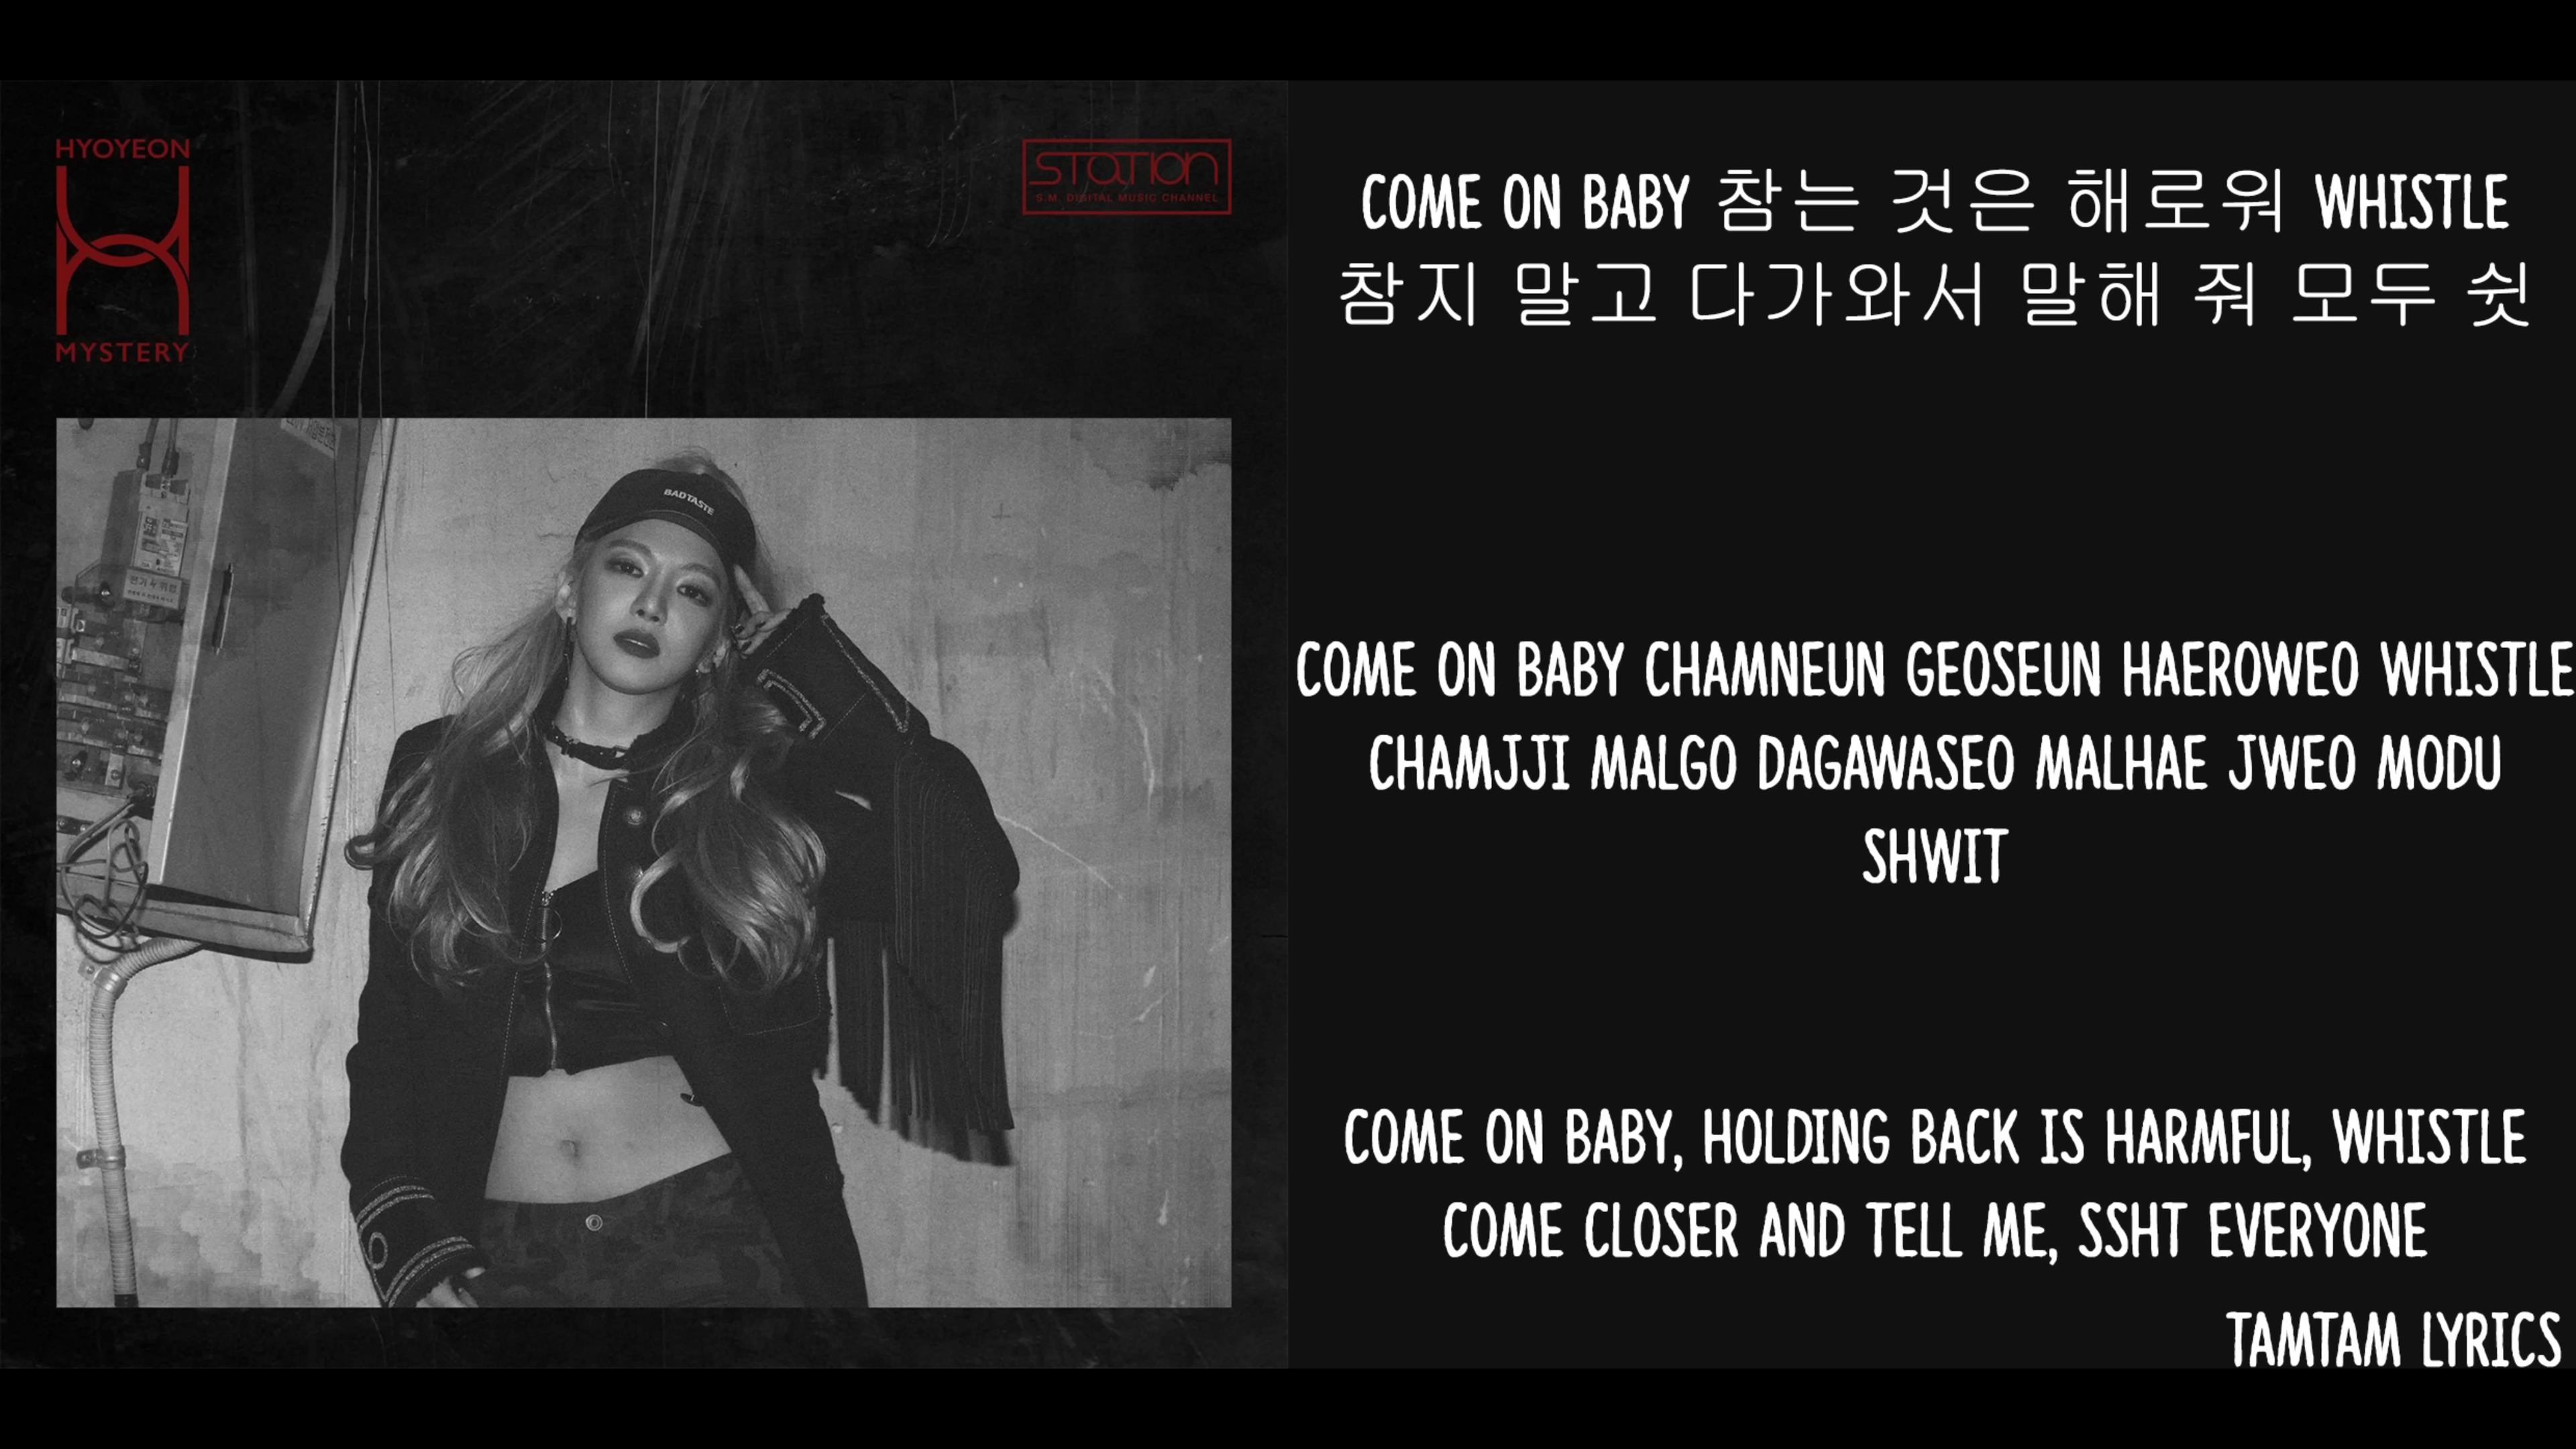 HYOYEON
MYSTERY
STATION
S.M. DIGITAL MUSIC CHANNEL
BADTASTE
COME ON BABY 참는 것은 해로워 WHISTLE
참지 말고 다가와서 말해 줘 모두 쉿
COME ON BABY CHAMNEUN GEOSEUN HAEROWEO WHISTLE
CHAMJJI MALGO DAGAWASEO MALHAE JWEO MODU
SHWIT
COME ON BABY, HOLDING BACK IS HARMFUL, WHISTLE
COME CLOSER AND TELL ME, SSHT EVERYONE
TAMTAM LYRICS